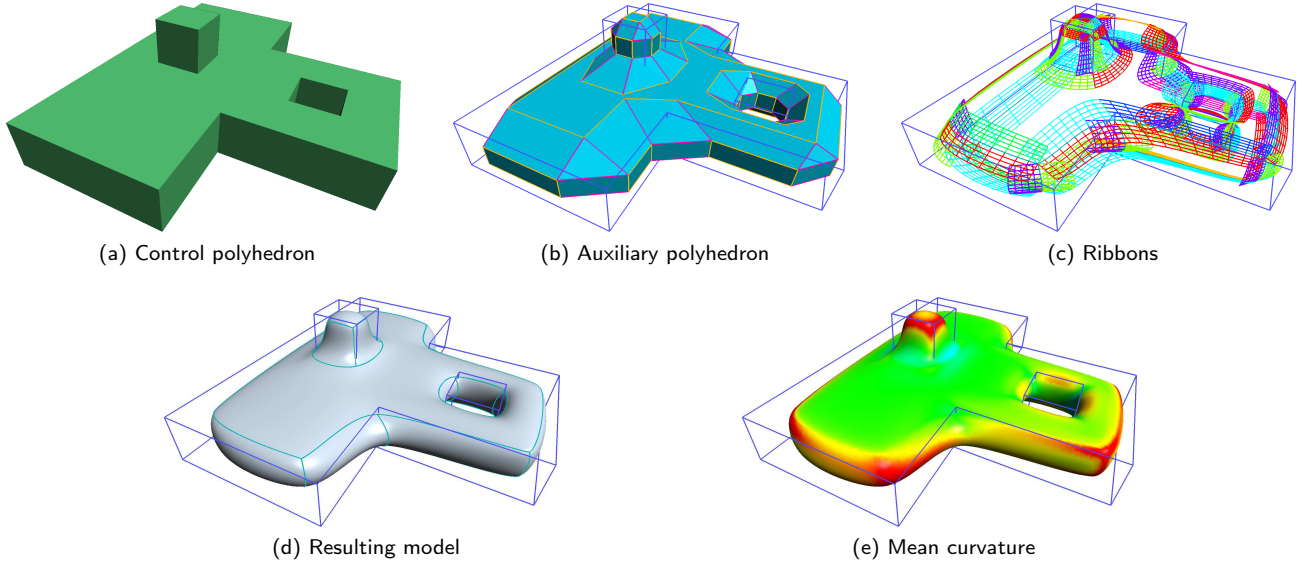 (a) Control polyhedron
(b) Auxiliary polyhedron
(c) Ribbons
(d) Resulting model
(e) Mean curvature